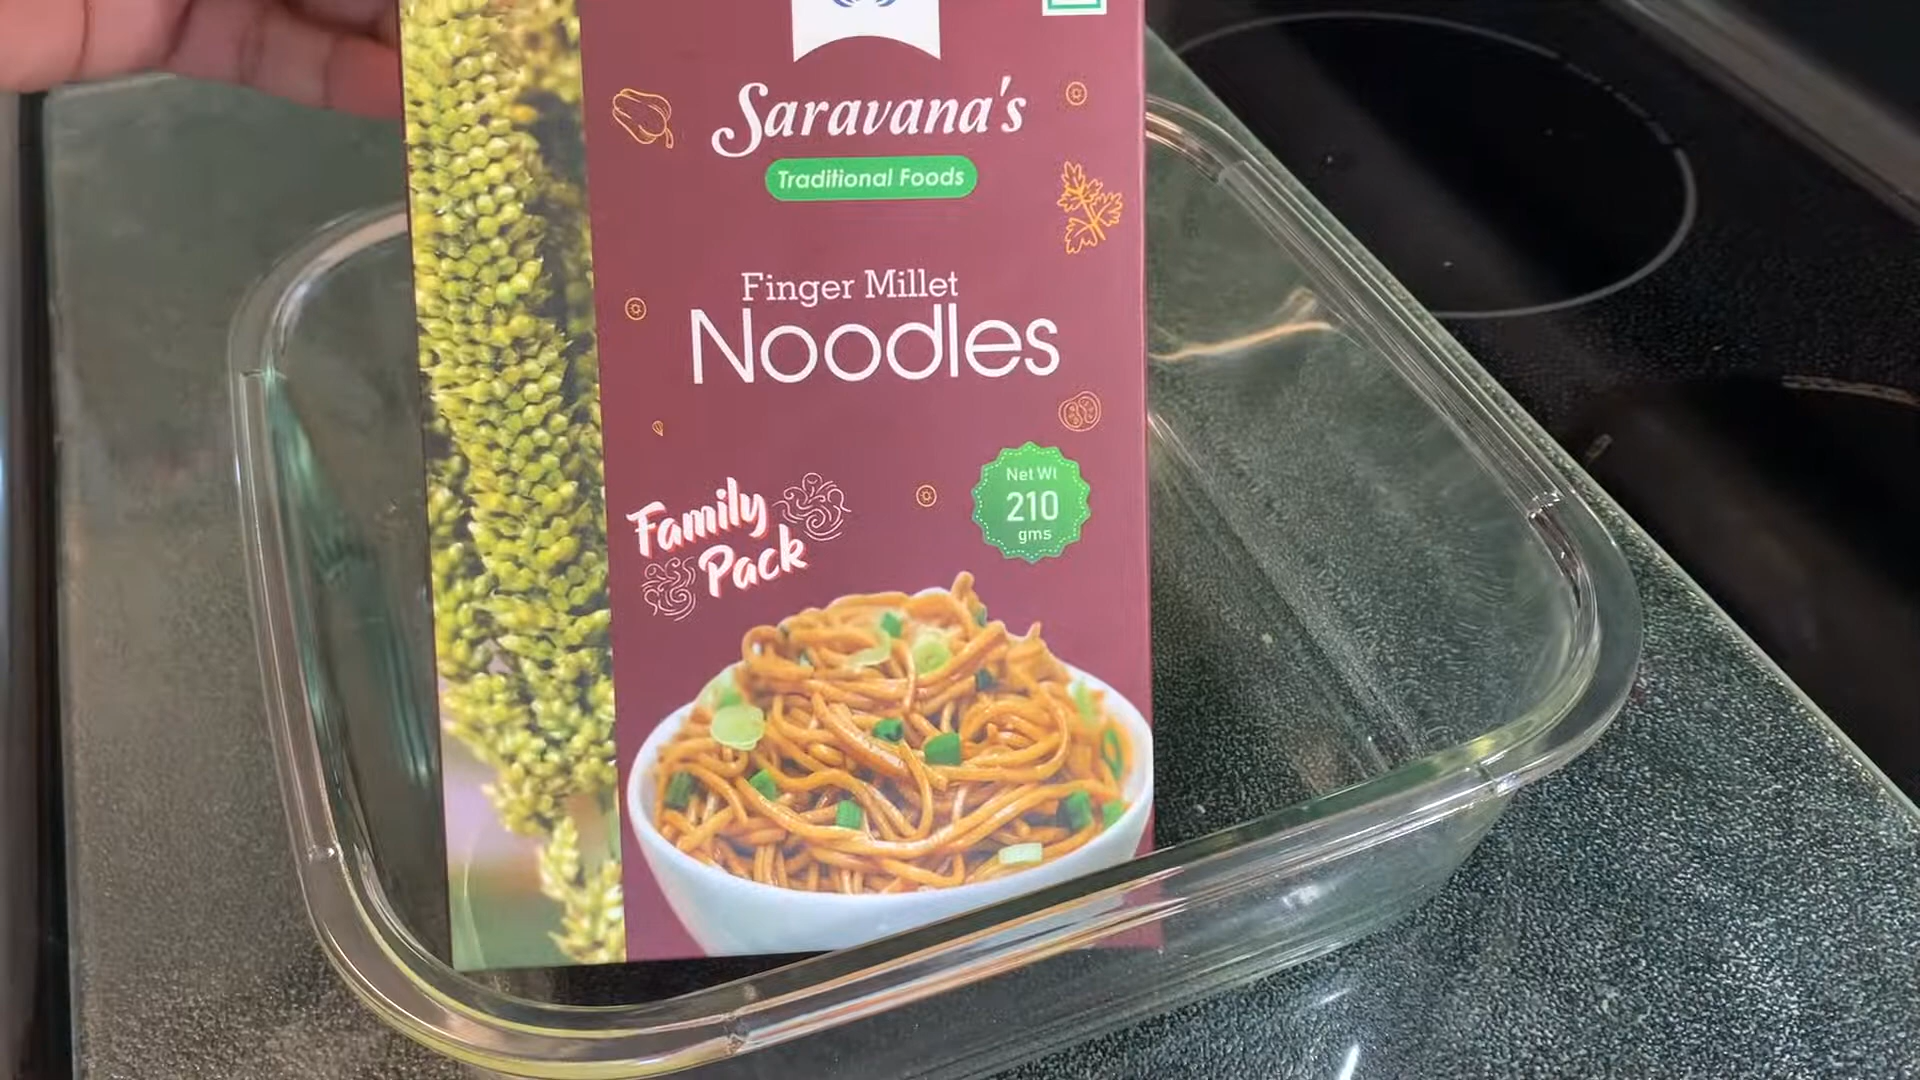 Saravana's
Traditional Foods
Finger Millet
Noodles
Family
Pack
Net Wt
210
gms